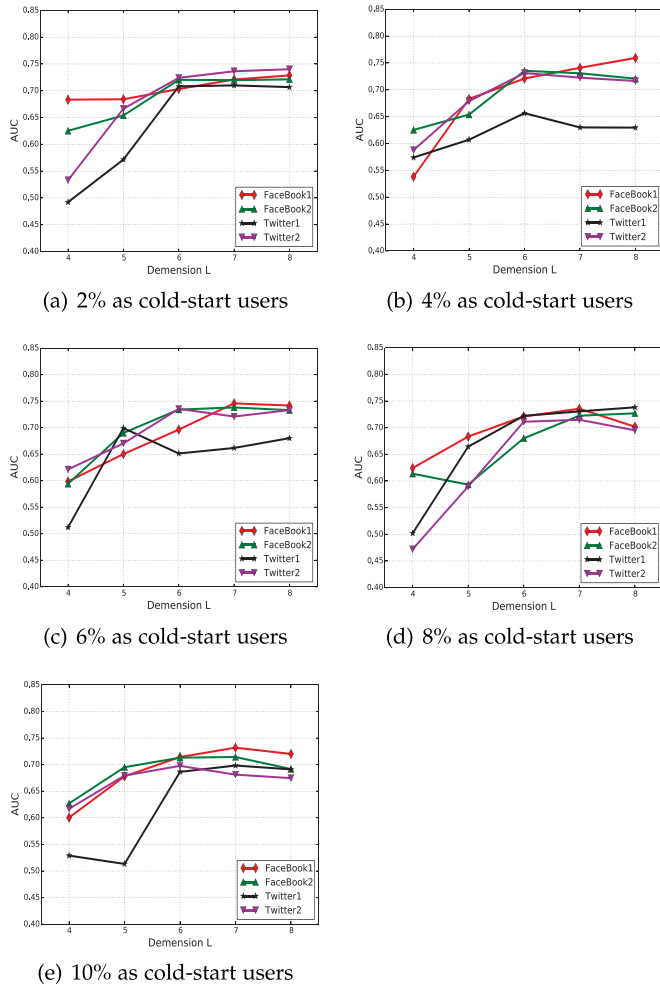 0.85
0.80
0.75
0.70
0.65
0.60
0.55
0.50
0.45
0.40
AUC
4 5 6 7 8
Demension L
FaceBook1
FaceBook2
Twitter1
Twitter2
(a) 2% as cold-start users
0.85
0.80
0.75
0.70
0.65
0.60
0.55
0.50
0.45
0.40
AUC
4 5 6 7 8
Demension L
FaceBook1
FaceBook2
Twitter1
Twitter2
(b) 4% as cold-start users
0.85
0.80
0.75
0.70
0.65
0.60
0.55
0.50
0.45
0.40
AUC
4 5 6 7 8
Demension L
FaceBook1
FaceBook2
Twitter1
Twitter2
(c) 6% as cold-start users
0.85
0.80
0.75
0.70
0.65
0.60
0.55
0.50
0.45
0.40
AUC
4 5 6 7 8
Demension L
FaceBook1
FaceBook2
Twitter1
Twitter2
(d) 8% as cold-start users
0.85
0.80
0.75
0.70
0.65
0.60
0.55
0.50
0.45
0.40
AUC
4 5 6 7 8
Demension L
FaceBook1
FaceBook2
Twitter1
Twitter2
(e) 10% as cold-start users